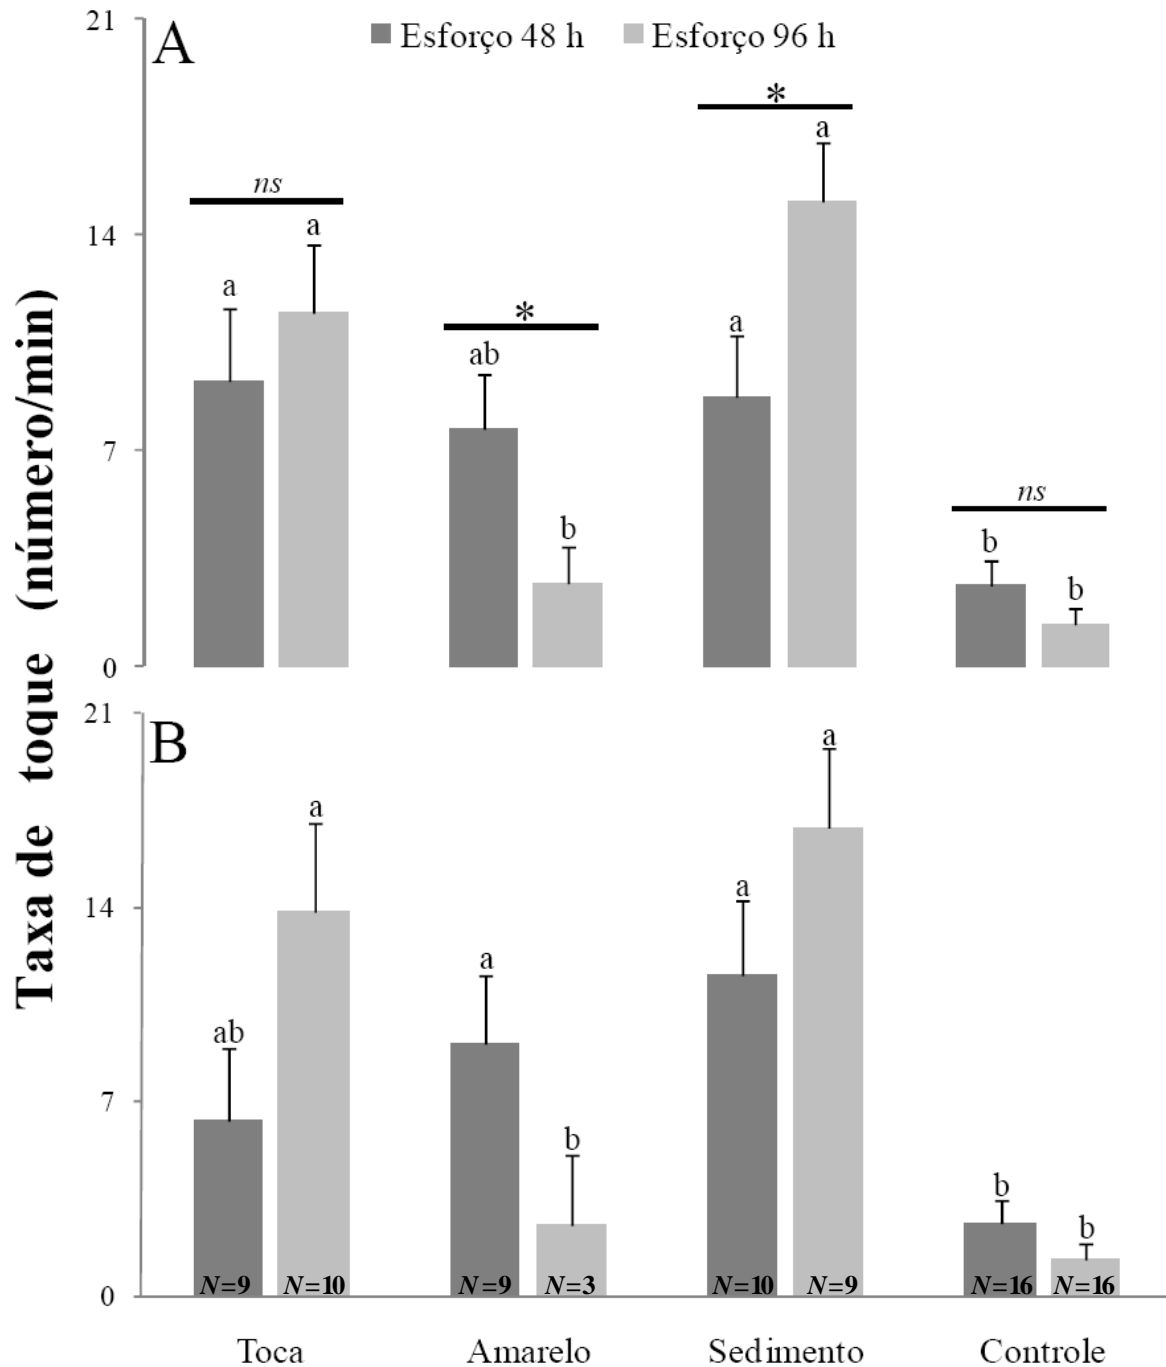 Taxa de toque (número/min)
A
Esforço 48 h
Esforço 96 h
21
14
7
0
ns
a
a
*
ab
b
*
a
a
ns
b
b
B
21
14
7
0
ab
a
a
b
a
a
b
b
N=9
N=10
N=9
N=3
N=10
N=9
N=16
N=16
Toca
Amarelo
Sedimento
Controle